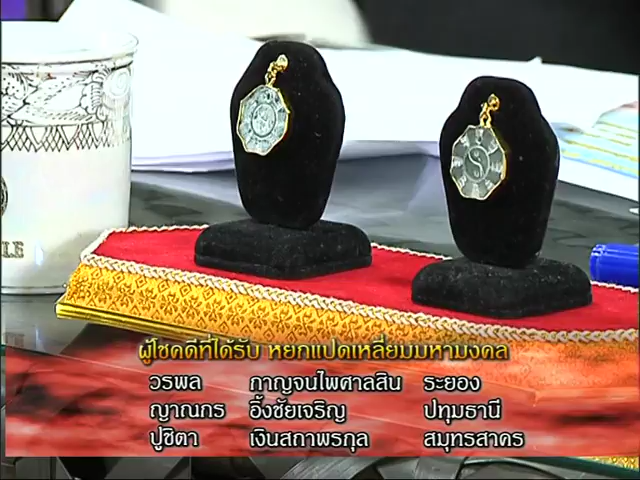 ผู้โชคดีที่ได้รับ หยกแปดเหลี่ยมมหามงคล
วรพล กาญจนไพศาลสิน ระยอง
ญาณกร อึ้งชัยเจริญ ปทุมธานี
ปูชิตา เงินสถาพรกุล สมุทรสาคร